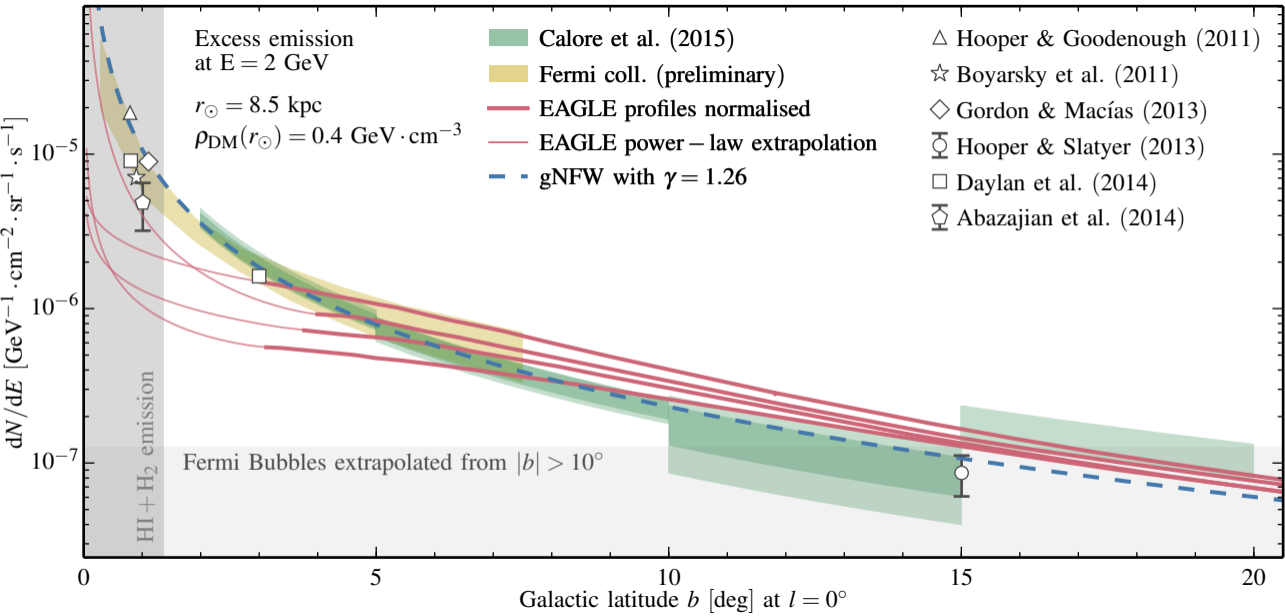 Excess emission
at E = 2 GeV
r⊙ = 8.5 kpc
ρDM(r⊙) = 0.4 GeV·cm⁻³
Calore et al. (2015)
Fermi coll. (preliminary)
EAGLE profiles normalised
EAGLE power−law extrapolation
gNFW with γ = 1.26
Hooper & Goodenough (2011)
Boyarsky et al. (2011)
Gordon & Macías (2013)
Hooper & Slatyer (2013)
Daylan et al. (2014)
Abazajian et al. (2014)
dN/dE [GeV⁻¹·cm⁻²·sr⁻¹·s⁻¹]
10⁻⁵
10⁻⁶
10⁻⁷
HI + H₂ emission
Fermi Bubbles extrapolated from |b| > 10°
0 5 10 15 20
Galactic latitude b [deg] at l = 0°